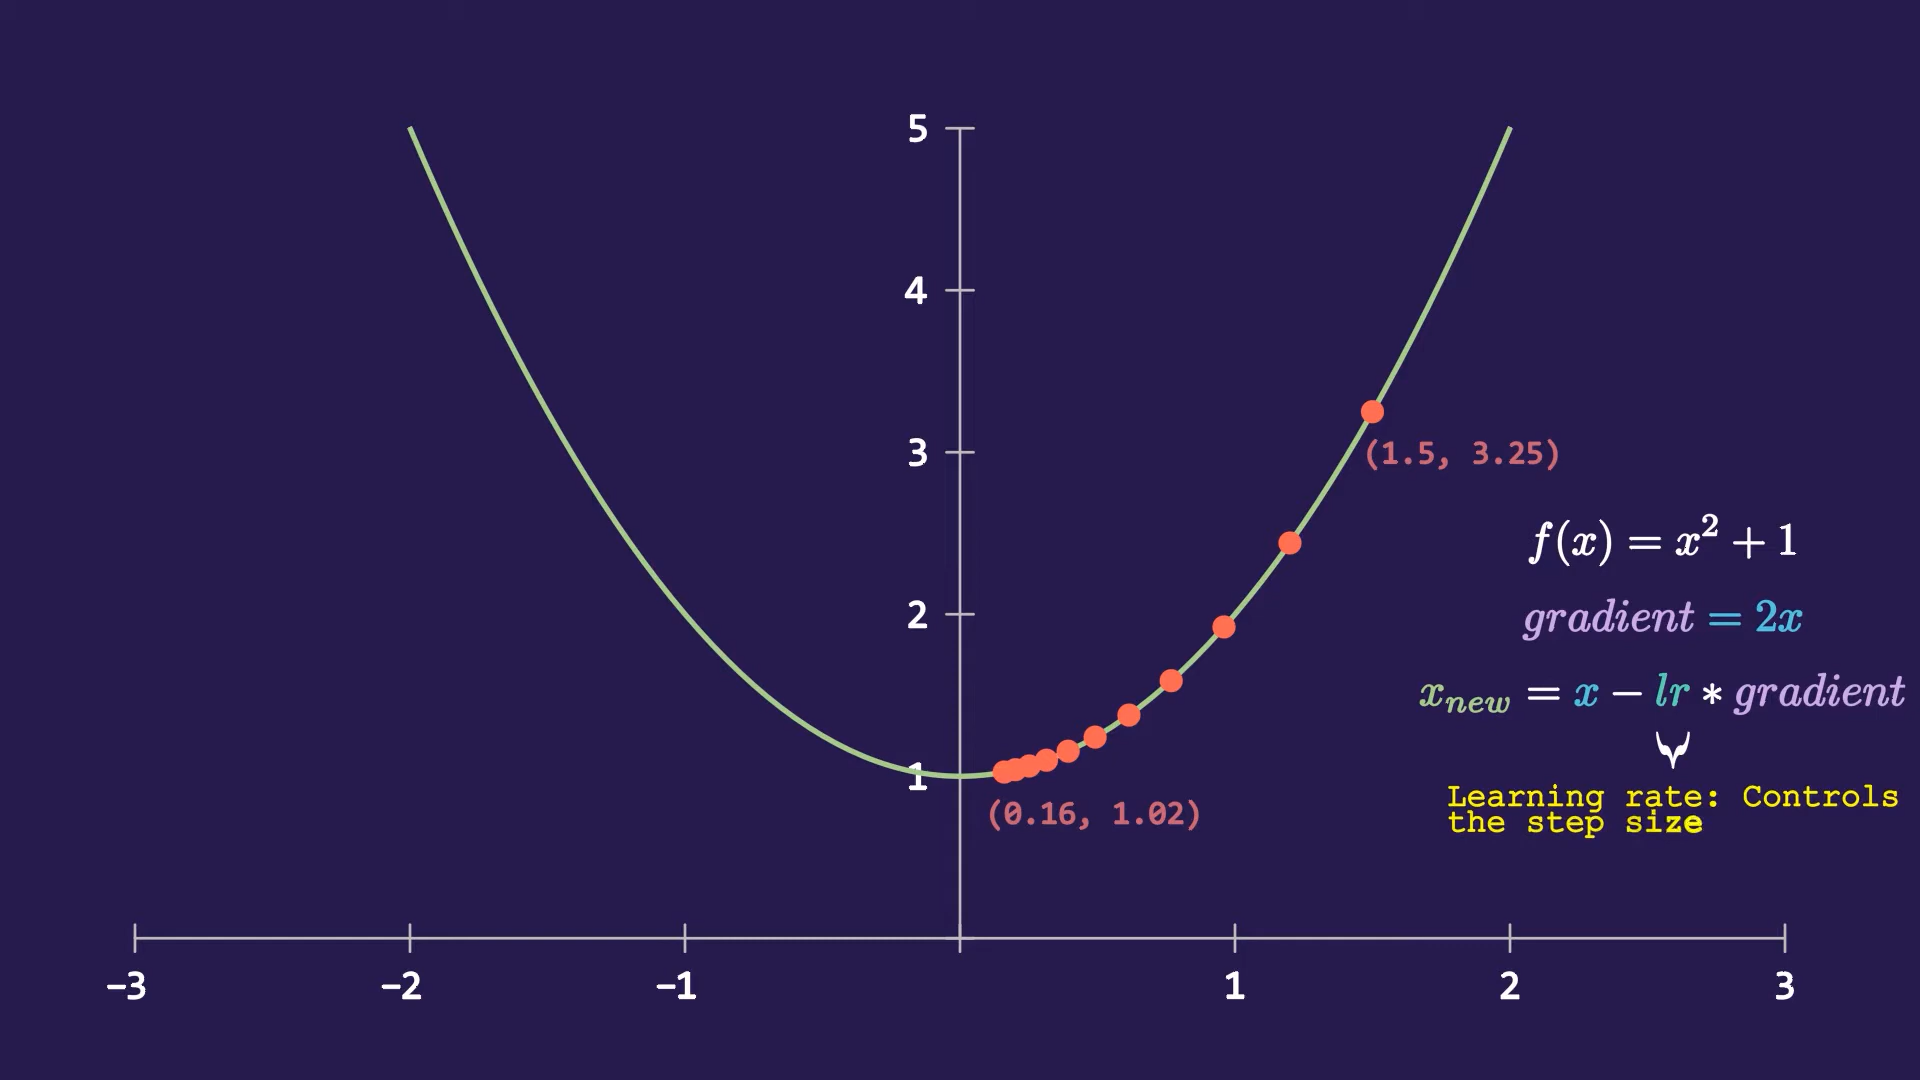 5
4
3
(1.5, 3.25)
f(x) = x² + 1
2
gradient = 2x
x_new = x − lr * gradient
1
(0.16, 1.02)
Learning rate: Controls
the step size
−3 −2 −1 1 2 3